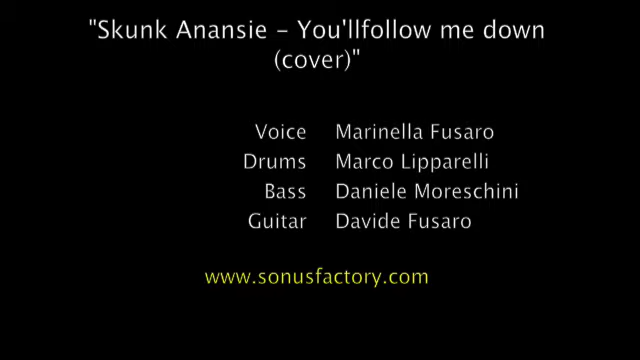 "Skunk Anansie – You'llfollow me down
(cover)"
Voice Marinella Fusaro
Drums Marco Lipparelli
Bass Daniele Moreschini
Guitar Davide Fusaro
www.sonusfactory.com